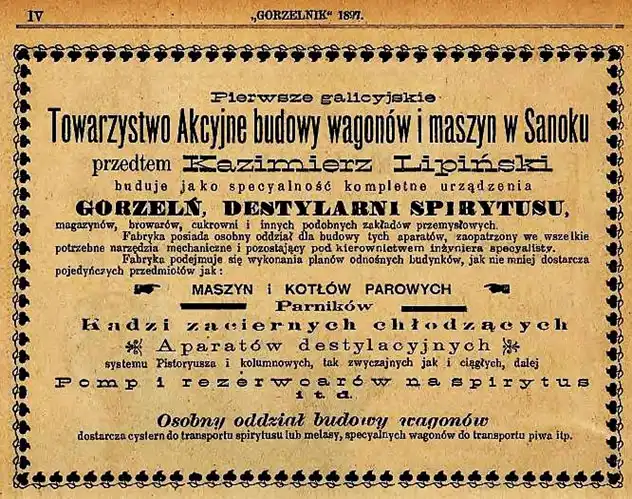 IV
„GORZELNIK“ 1897.
Pierwsze galicyjskie
Towarzystwo Akcyjne budowy wagonów i maszyn w Sanoku
przedtem Kazimierz Lipiński
buduje jako specyalność kompletne urządzenia
GORZELŃ, DESTYLARNI SPIRYTUSU,
magazynów, browarów, cukrowni i innych podobnych zakładów przemysłowych.
Fabryka posiada osobny oddział dla budowy tych aparatów, zaopatrzony we wszelkie
potrzebne narzędzia mechaniczne i pozostający pod kierownictwem inżyniera specyalisty.
Fabryka podejmuje się wykonania planów odnośnych budynków, jak nie mniej dostarcza
pojedyńczych przedmiotów jak:
MASZYN i KOTŁÓW PAROWYCH
Parników
Kadzi zaciernych chłodzących
Aparatów destylacyjnych
systemu Pistoryusza i kolumnowych, tak zwyczajnych jak i ciągłych, dalej
Pomp i rezerwoarów na spirytus
i t. d.
Osobny oddział budowy wagonów
dostarcza cystern do transportu spirytusu lub melasy, specyalnych wagonów do transportu piwa itp.